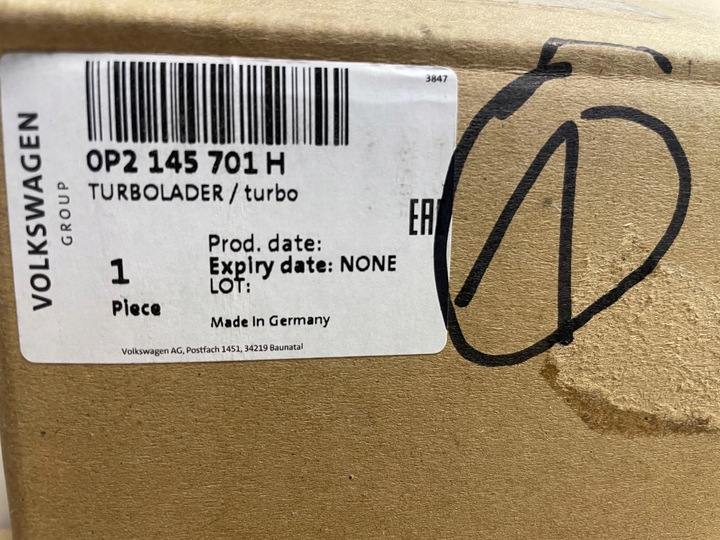 3847
VOLKSWAGEN
GROUP
0P2 145 701 H
TURBOLADER / turbo
EAC
1
Piece
Prod. date:
Expiry date: NONE
LOT:
Made In Germany
Volkswagen AG, Postfach 1451, 34219 Baunatal
1